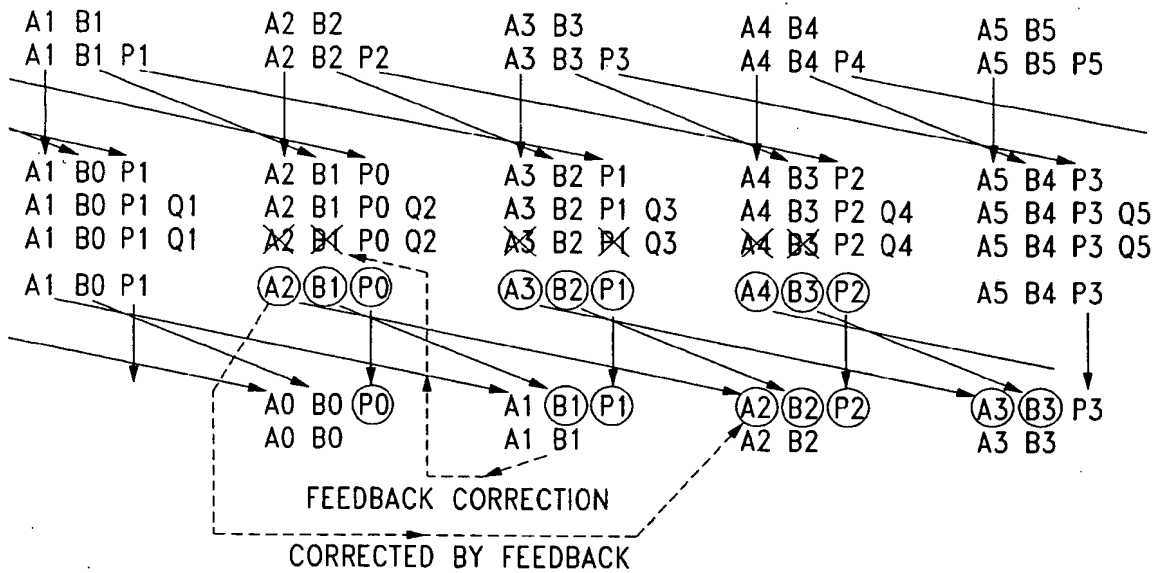 A1 B1 A2 B2 A3 B3 A4 B4 A5 B5
A1 B1 P1 A2 B2 P2 A3 B3 P3 A4 B4 P4 A5 B5 P5
A1 B0 P1 A2 B1 P0 A3 B2 P1 A4 B3 P2 A5 B4 P3
A1 B0 P1 Q1 A2 B1 P0 Q2 A3 B2 P1 Q3 A4 B3 P2 Q4 A5 B4 P3 Q5
A1 B0 P1 Q1 A2 B1 P0 Q2 A3 B2 P1 Q3 A4 B3 P2 Q4 A5 B4 P3 Q5
A1 B0 P1 A2 B1 P0 A3 B2 P1 A4 B3 P2 A5 B4 P3
A0 B0 P0 A1 B1 P1 A2 B2 P2 A3 B3 P3
A0 B0 A1 B1 A2 B2 A3 B3
FEEDBACK CORRECTION
CORRECTED BY FEEDBACK